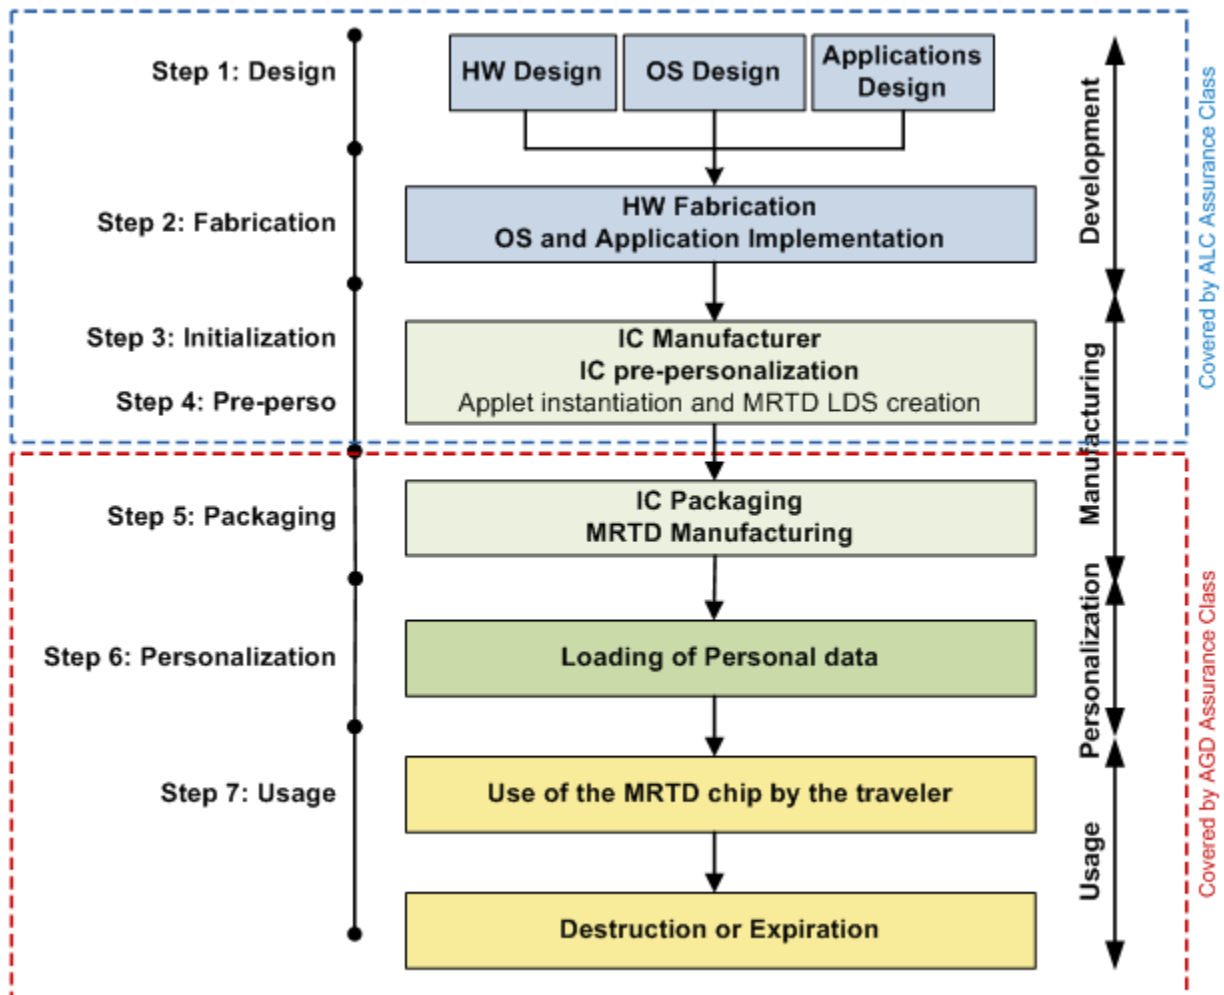 Step 1: Design
HW Design
OS Design
Applications
Design
Step 2: Fabrication
HW Fabrication
OS and Application Implementation
Development
Step 3: Initialization
Step 4: Pre-perso
IC Manufacturer
IC pre-personalization
Applet instantiation and MRTD LDS creation
Covered by ALC Assurance Class
Manufacturing
Step 5: Packaging
IC Packaging
MRTD Manufacturing
Step 6: Personalization
Loading of Personal data
Personalization
Step 7: Usage
Use of the MRTD chip by the traveler
Destruction or Expiration
Usage
Covered by AGD Assurance Class